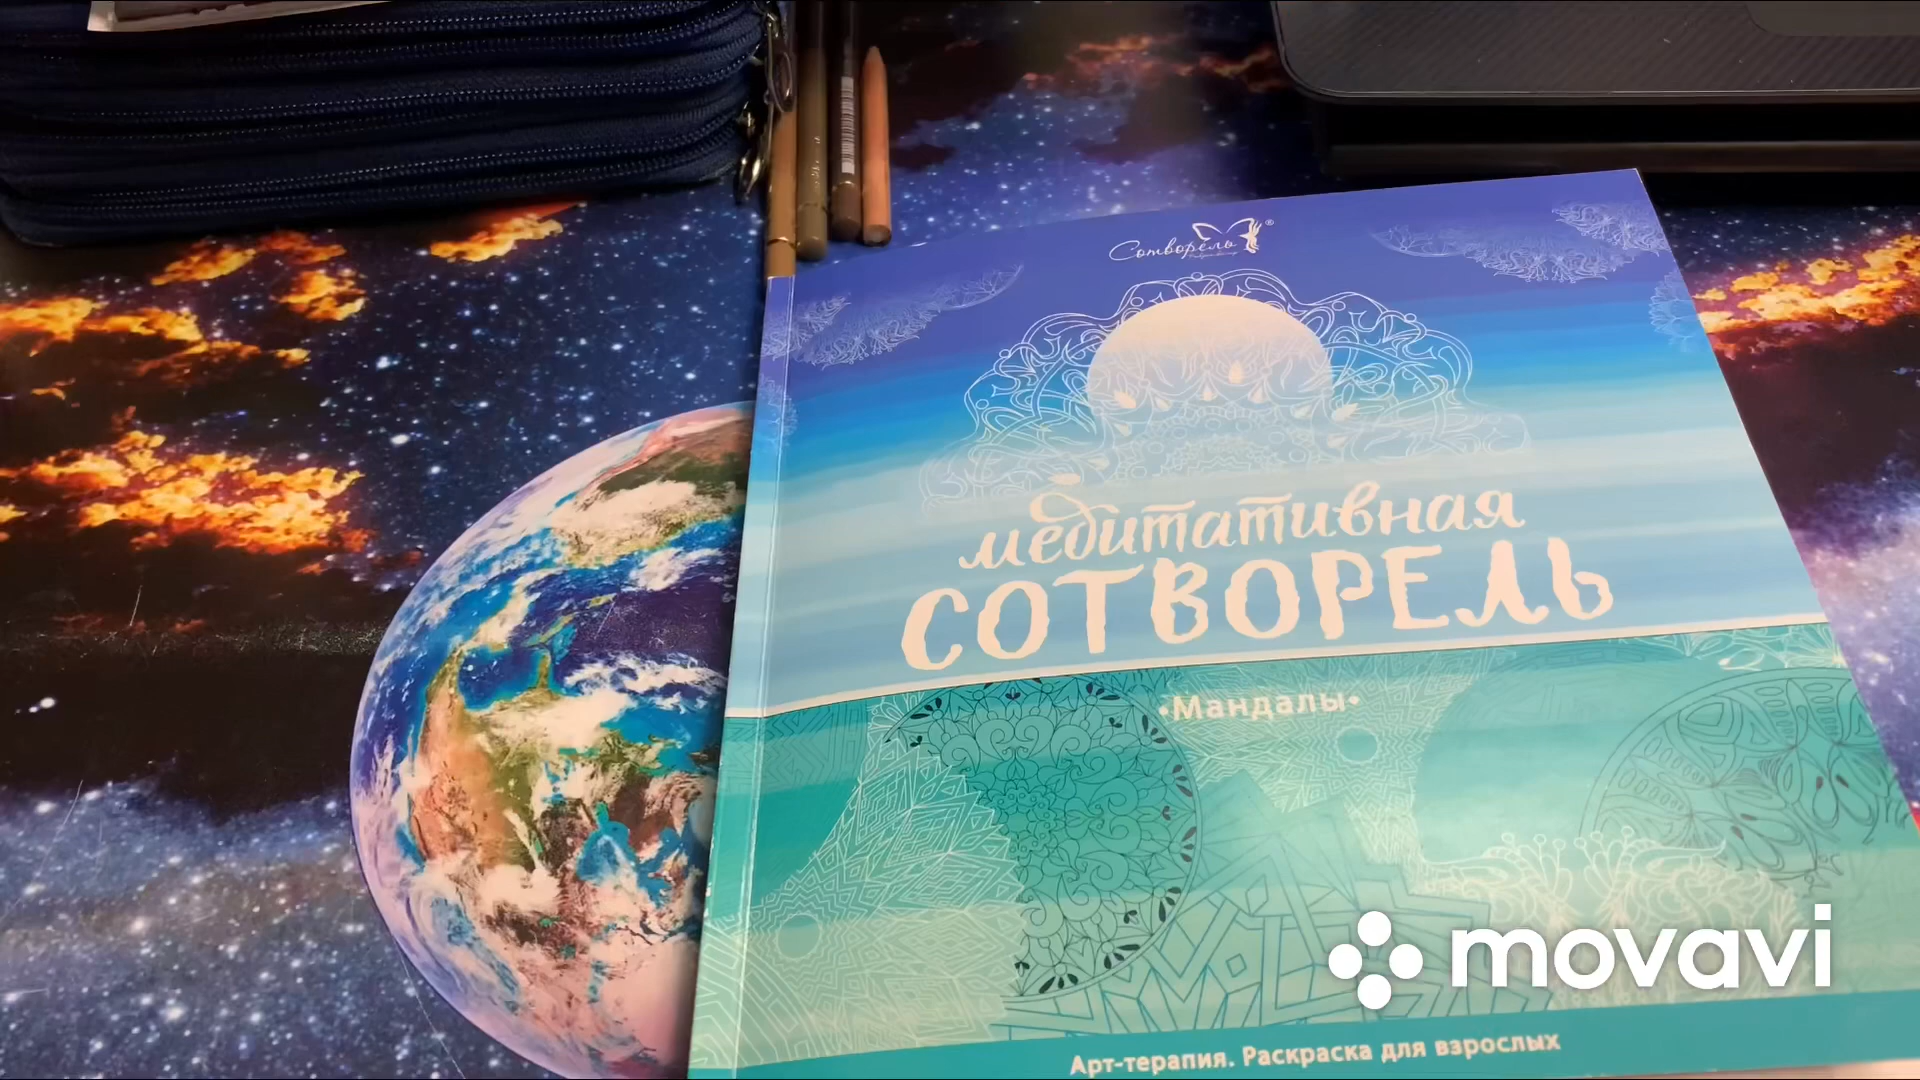 Сотворель®
медитативная
СОТВОРЕЛЬ
•Мандалы•
movavi
Арт-терапия. Раскраска для взрослых